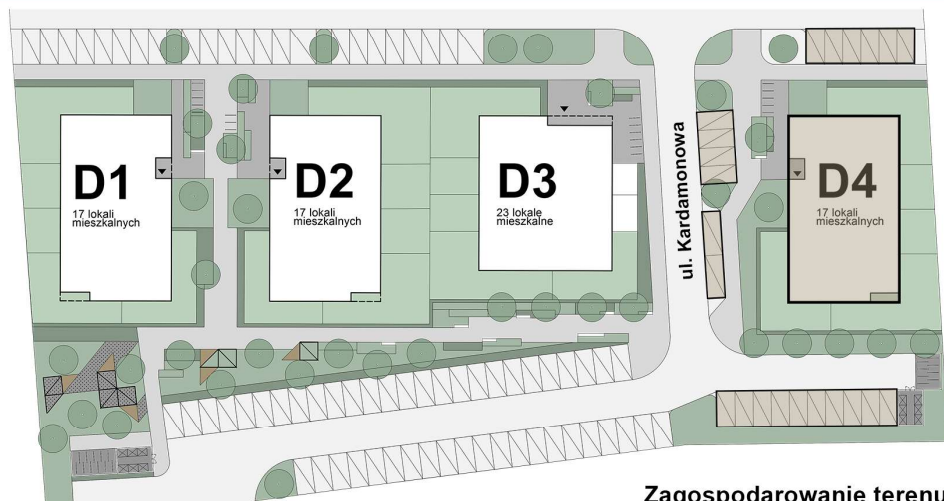 D1
17 lokali
mieszkalnych
D2
17 lokali
mieszkalnych
D3
23 lokale
mieszkalne
ul. Kardamonowa
D4
17 lokali
mieszkalnych
Zagospodarowanie terenu